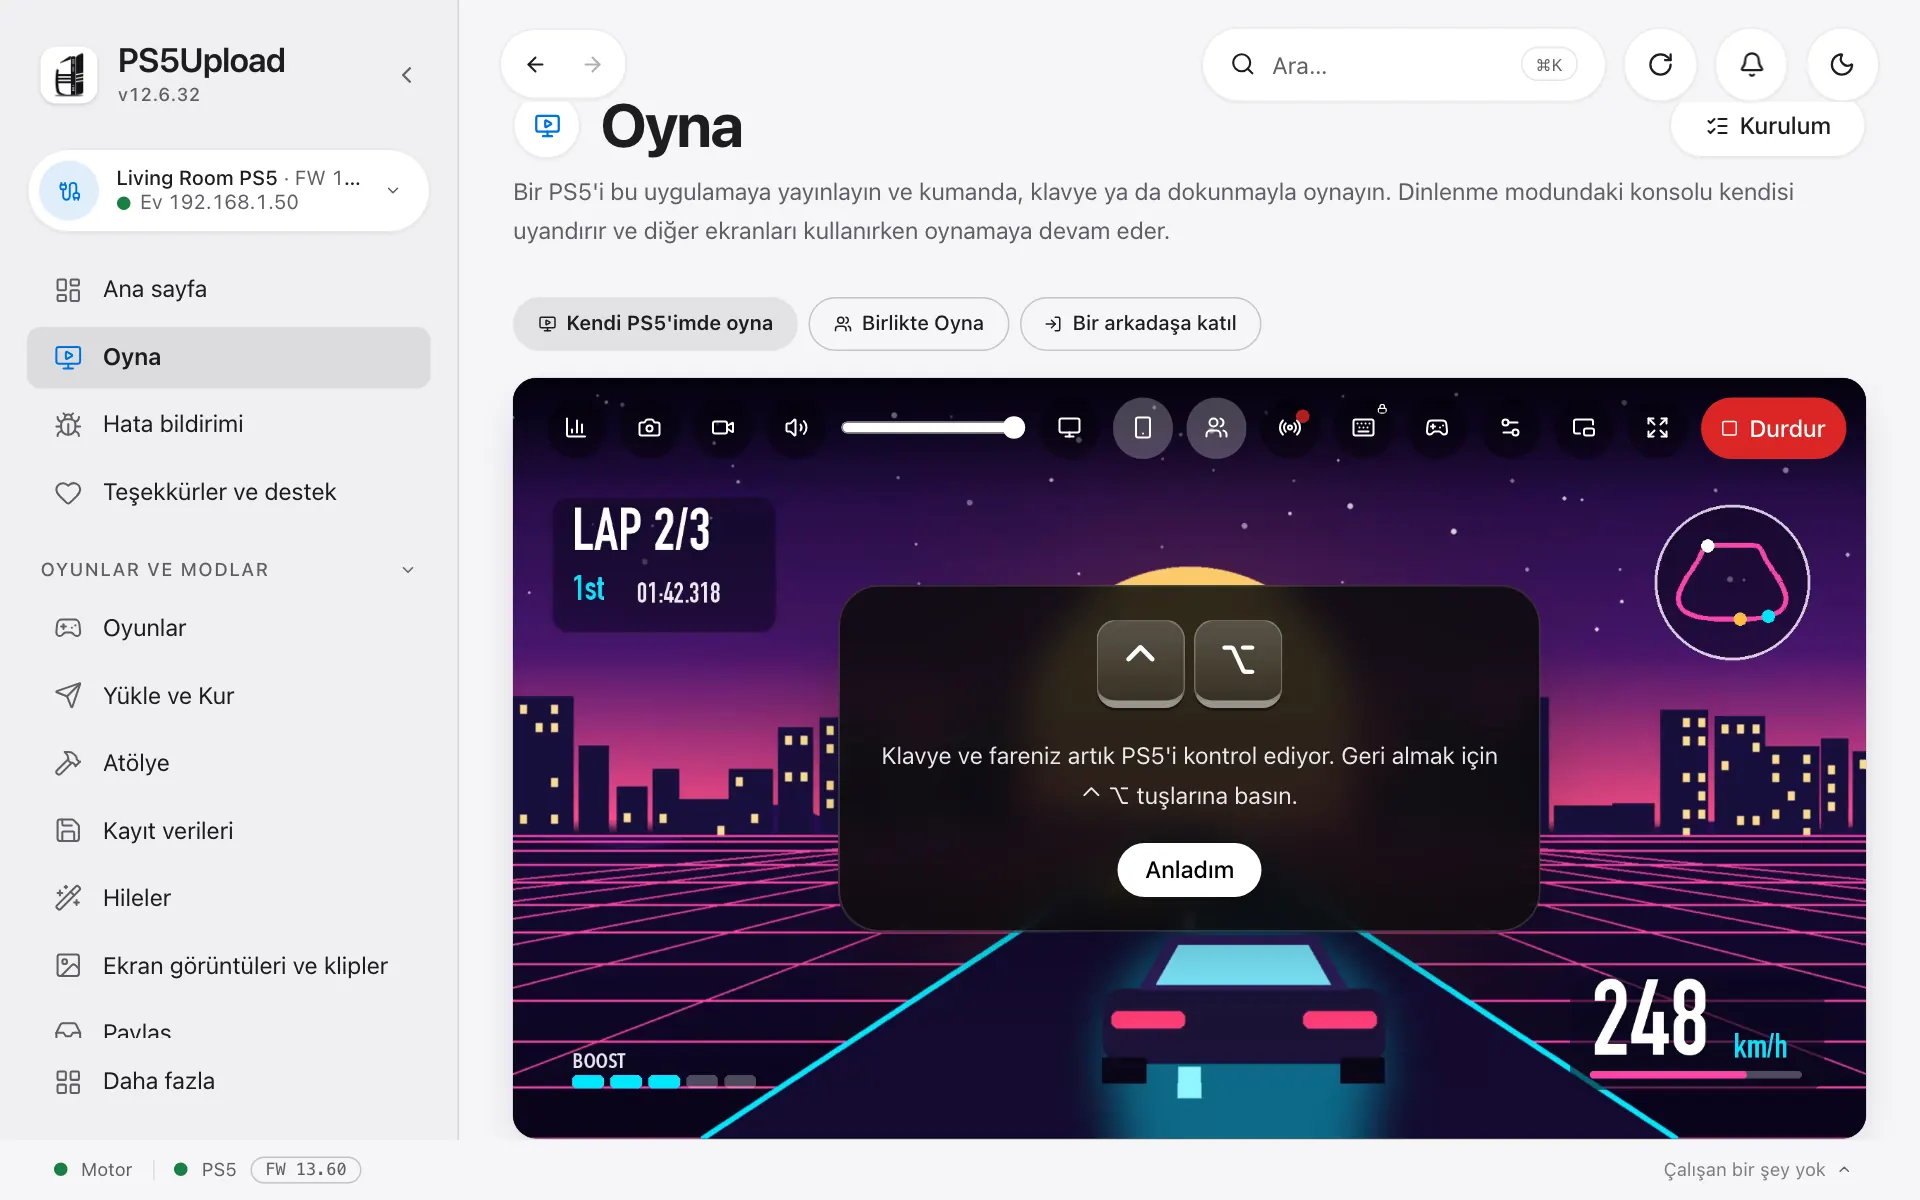 PS5Upload
v12.6.32
Living Room PS5 · FW 1...
Ev 192.168.1.50
Ana sayfa
Oyna
Hata bildirimi
Teşekkürler ve destek
OYUNLAR VE MODLAR
Oyunlar
Yükle ve Kur
Atölye
Kayıt verileri
Hileler
Ekran görüntüleri ve klipler
Paylaş
Daha fazla
Ara...
⌘K
Oyna
Kurulum
Bir PS5'i bu uygulamaya yayınlayın ve kumanda, klavye ya da dokunmayla oynayın. Dinlenme modundaki konsolu kendisi
uyandırır ve diğer ekranları kullanırken oynamaya devam eder.
Kendi PS5'imde oyna
Birlikte Oyna
Bir arkadaşa katıl
Durdur
LAP 2/3
1st 01:42.318
⌃ ⌥
Klavye ve fareniz artık PS5'i kontrol ediyor. Geri almak için
⌃ ⌥ tuşlarına basın.
Anladım
BOOST
248 km/h
Motor
PS5
FW 13.60
Çalışan bir şey yok